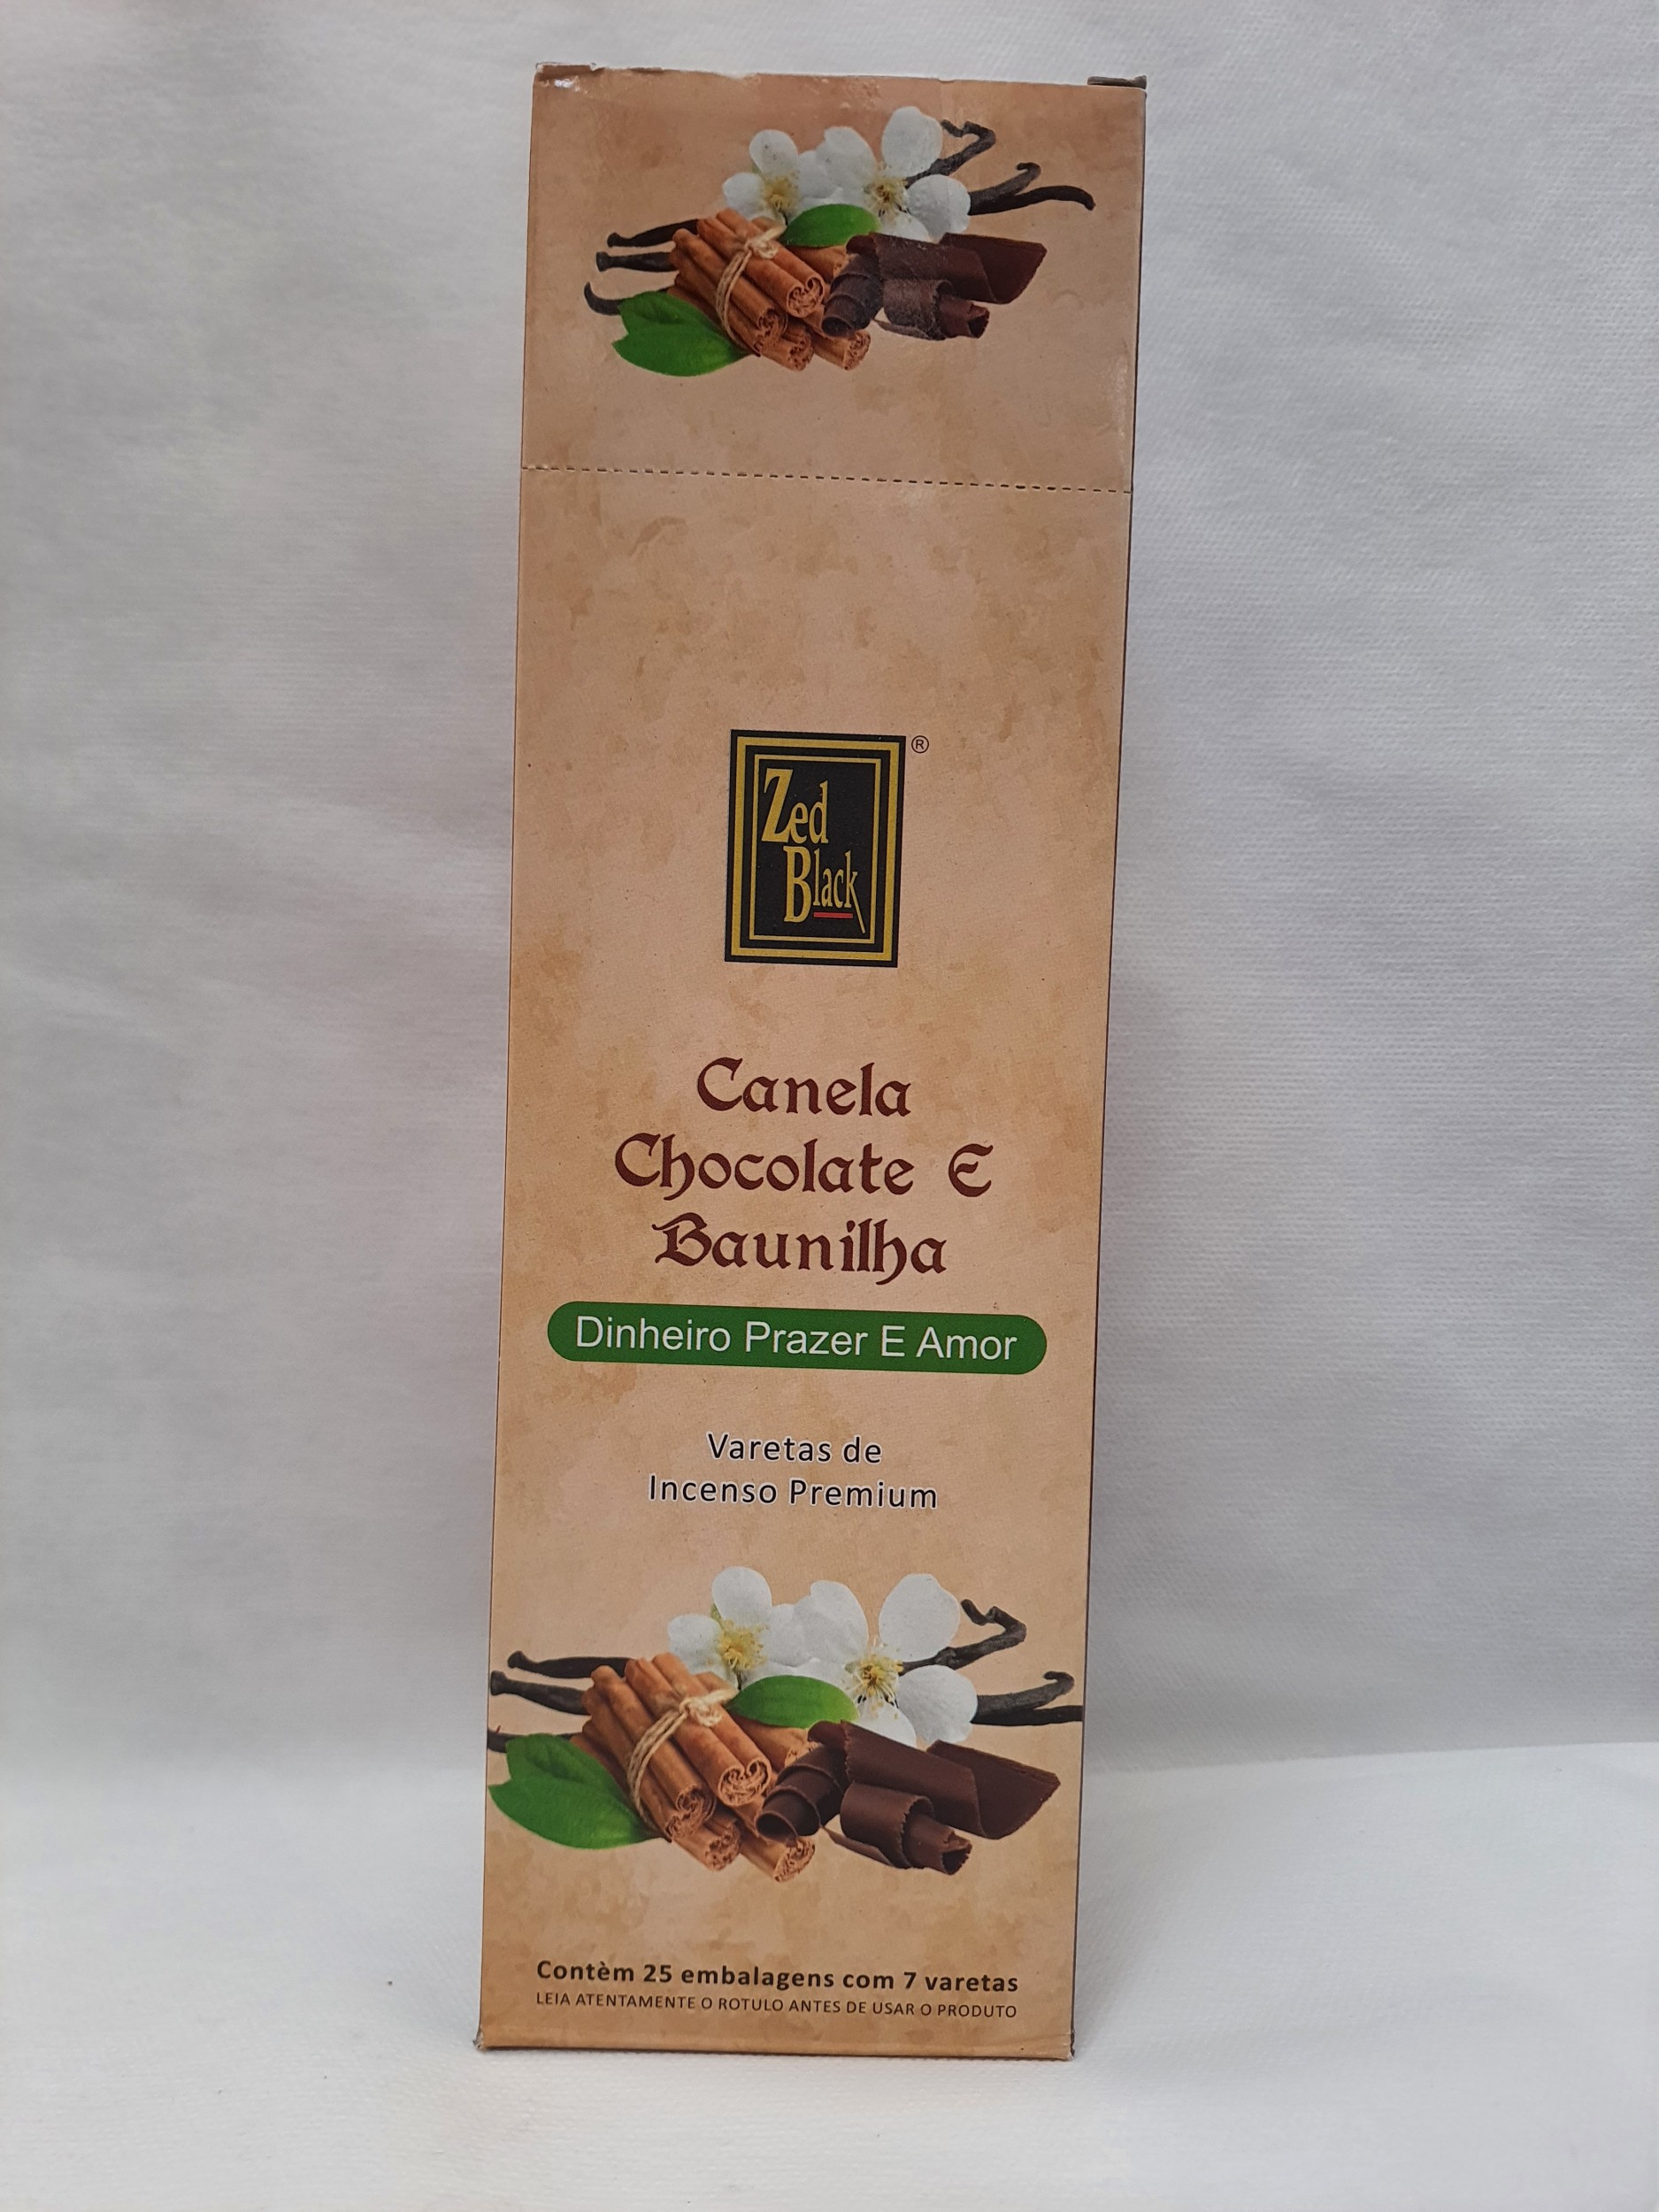 Zed
Black
®
Canela
Chocolate E
Baunilha
Dinheiro Prazer E Amor
Varetas de
Incenso Premium
Contèm 25 embalagens com 7 varetas
LEIA ATENTAMENTE O ROTULO ANTES DE USAR O PRODUTO